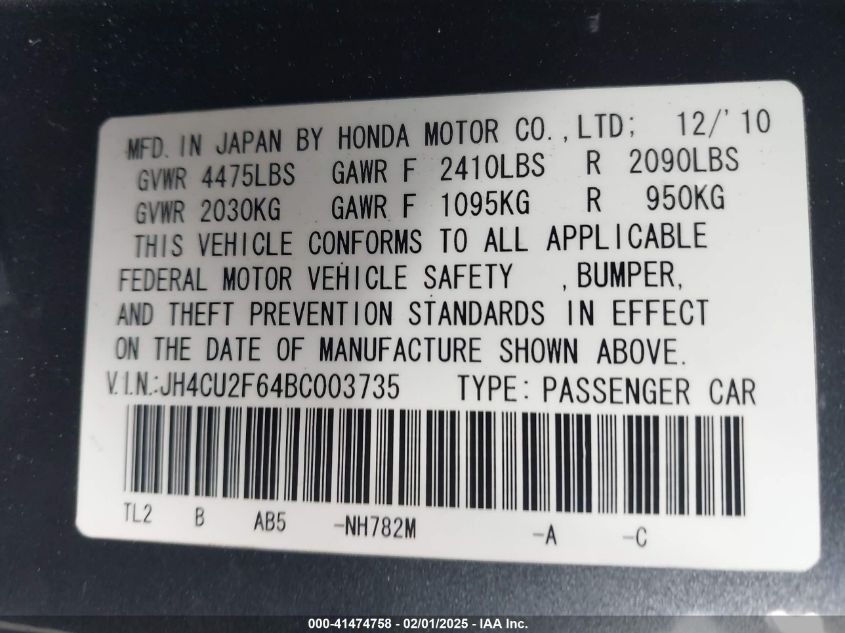 MFD. IN JAPAN BY HONDA MOTOR CO.,LTD; 12/'10
GVWR 4475LBS GAWR F 2410LBS R 2090LBS
GVWR 2030KG GAWR F 1095KG R 950KG
THIS VEHICLE CONFORMS TO ALL APPLICABLE
FEDERAL MOTOR VEHICLE SAFETY ,BUMPER,
AND THEFT PREVENTION STANDARDS IN EFFECT
ON THE DATE OF MANUFACTURE SHOWN ABOVE.
V.I.N.:JH4CU2F64BC003735 TYPE: PASSENGER CAR
TL2 B AB5 -NH782M -A -C
000-41474758 - 02/01/2025 - IAA Inc.